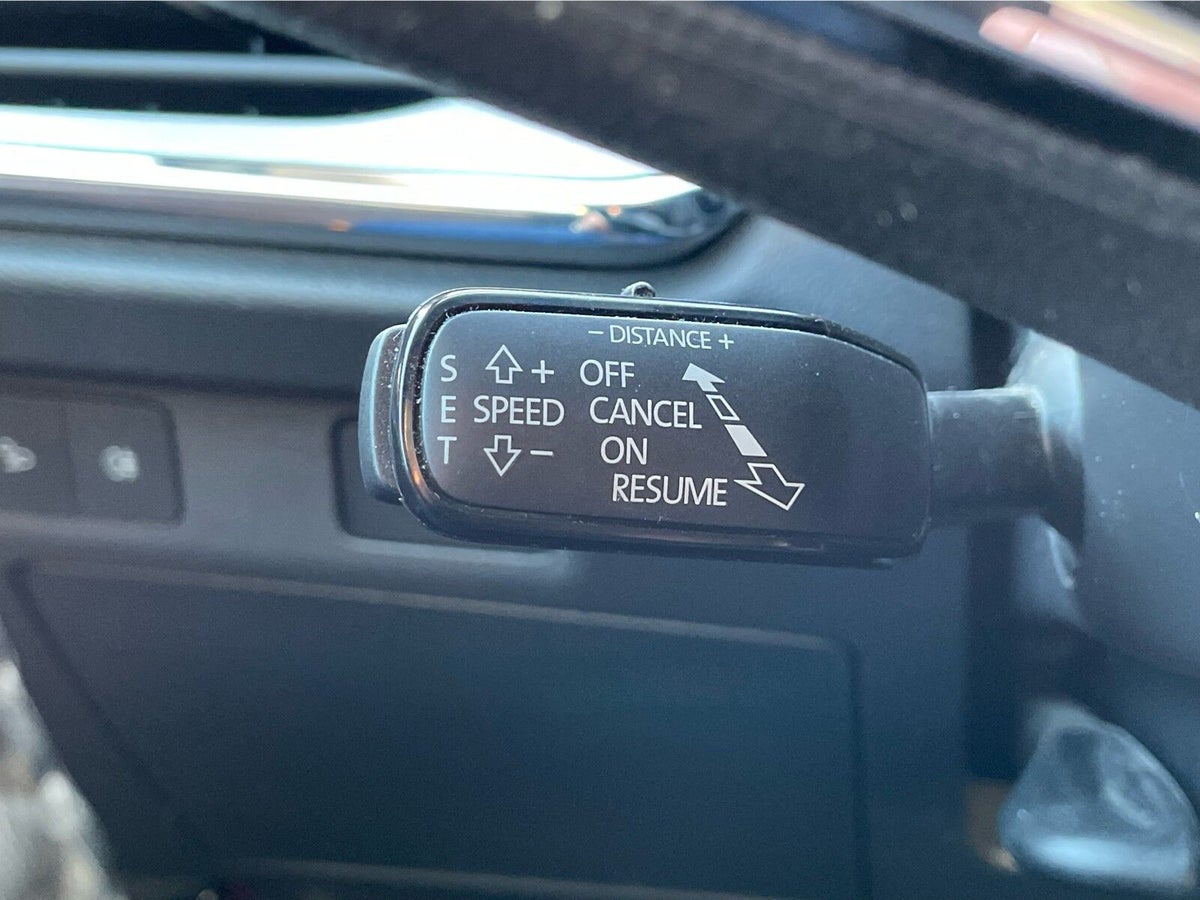 − DISTANCE +
S + OFF
E SPEED CANCEL
T − ON
RESUME